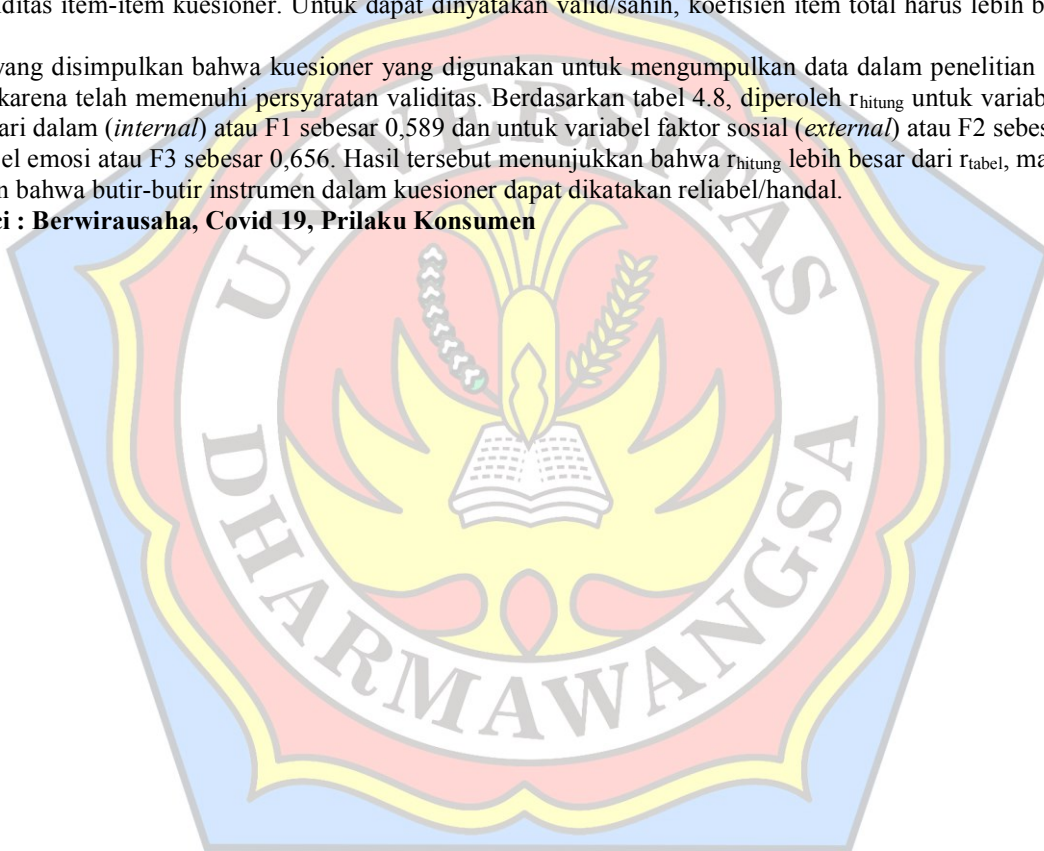 iditas item-item kuesioner. Untuk dapat dinyatakan valid/sahih, koefisien item total harus lebih b
yang disimpulkan bahwa kuesioner yang digunakan untuk mengumpulkan data dalam penelitian
karena telah memenuhi persyaratan validitas. Berdasarkan tabel 4.8, diperoleh rhitung untuk variab
ari dalam (internal) atau F1 sebesar 0,589 dan untuk variabel faktor sosial (external) atau F2 sebes
el emosi atau F3 sebesar 0,656. Hasil tersebut menunjukkan bahwa rhitung lebih besar dari rtabel, ma
n bahwa butir-butir instrumen dalam kuesioner dapat dikatakan reliabel/handal.
ci : Berwirausaha, Covid 19, Prilaku Konsumen
UNIVERSITAS
DHARMAWANGSA